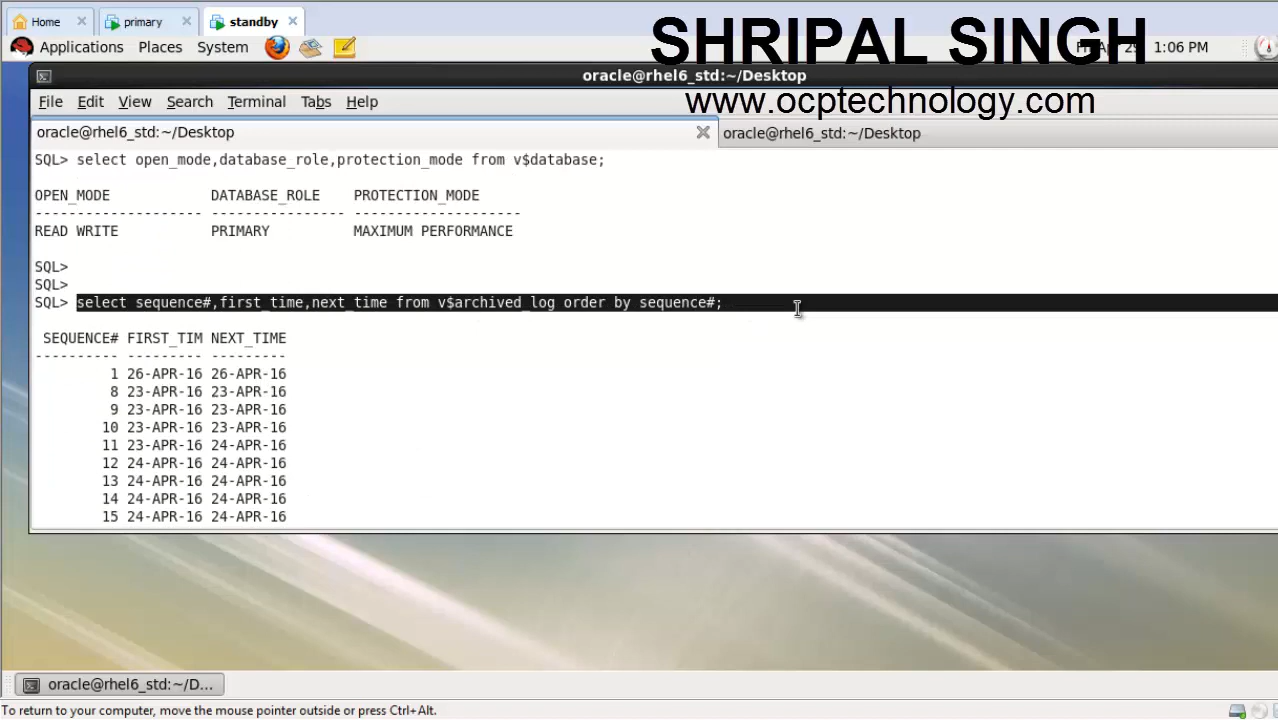 Home primary standby
SHRIPAL SINGH
Applications Places System 1:06 PM
oracle@rhel6_std:~/Desktop
www.ocptechnology.com
File Edit View Search Terminal Tabs Help
oracle@rhel6_std:~/Desktop oracle@rhel6_std:~/Desktop
SQL> select open_mode,database_role,protection_mode from v$database;
OPEN_MODE DATABASE_ROLE PROTECTION_MODE
-------------------- ---------------- --------------------
READ WRITE PRIMARY MAXIMUM PERFORMANCE
SQL>
SQL>
SQL> select sequence#,first_time,next_time from v$archived_log order by sequence#;
SEQUENCE# FIRST_TIM NEXT_TIME
---------- --------- ---------
1 26-APR-16 26-APR-16
8 23-APR-16 23-APR-16
9 23-APR-16 23-APR-16
10 23-APR-16 23-APR-16
11 23-APR-16 24-APR-16
12 24-APR-16 24-APR-16
13 24-APR-16 24-APR-16
14 24-APR-16 24-APR-16
15 24-APR-16 24-APR-16
oracle@rhel6_std:~/D...
To return to your computer, move the mouse pointer outside or press Ctrl+Alt.